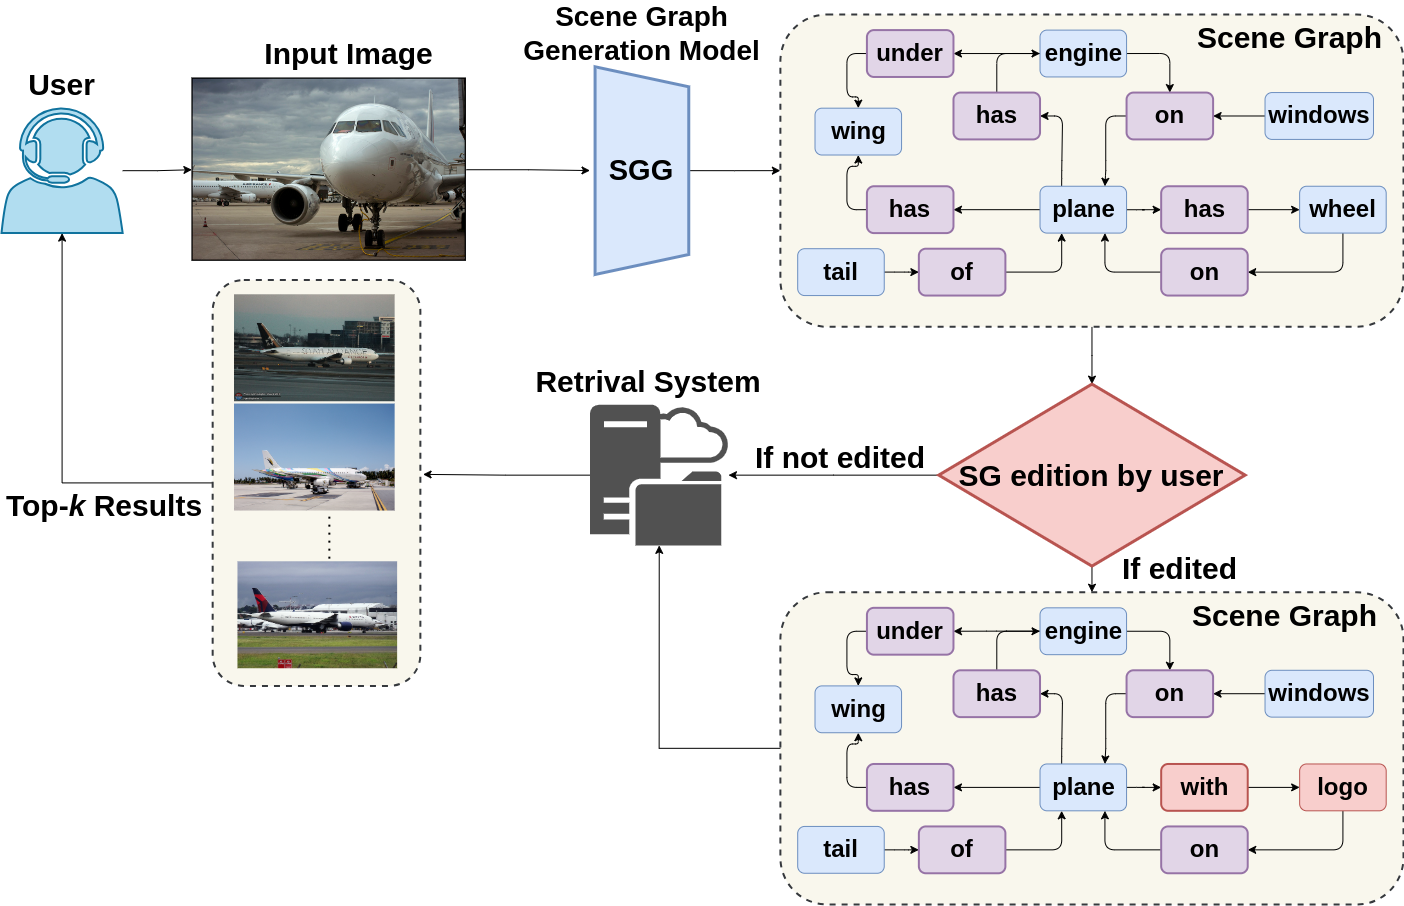 Scene Graph
Generation Model
Input Image
User
SGG
Scene Graph
under
engine
has
on
windows
wing
has
plane
has
wheel
tail
of
on
Retrival System
If not edited
SG edition by user
Top-k Results
If edited
Scene Graph
under
engine
has
on
windows
wing
has
plane
with
logo
tail
of
on